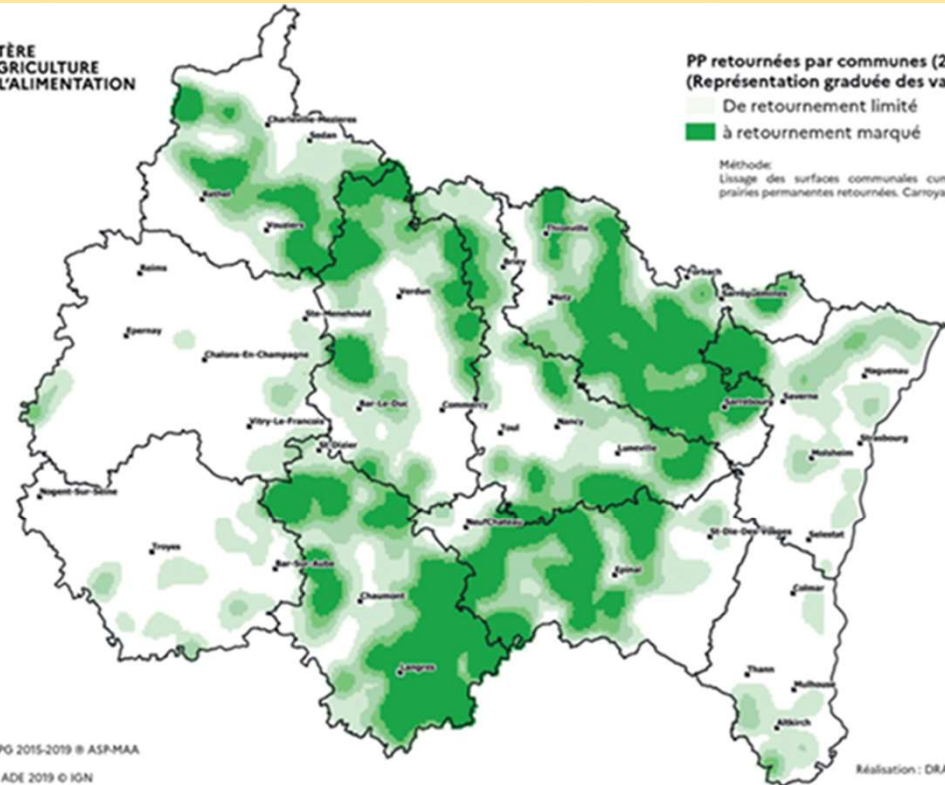 TÈRE
GRICULTURE
L'ALIMENTATION
PP retournées par communes (2
(Représentation graduée des va
De retournement limité
à retournement marqué
Méthode:
Lissage des surfaces communales cum
prairies permanentes retournées. Carroya
Charleville-Mezieres
Sedan
Rethel
Vouziers
Thionville
Briey
Forbach
Sarreguemines
Reims
Verdun
Metz
Ste-Menehould
Epernay
Chalons-En-Champagne
Haguenau
Bar-Le-Duc
Commercy
Sarrebourg
Saverne
Vitry-Le-Francois
Toul
Nancy
Strasbourg
St-Dizier
Luneville
Molsheim
Nogent-Sur-Seine
Neufchateau
St-Die-Des-Vosges
Selestat
Troyes
Bar-Sur-Aube
Epinal
Chaumont
Colmar
Langres
Thann
Mulhouse
Altkirch
PG 2015-2019 ® ASP-MAA
ADE 2019 © IGN
Réalisation : DRA